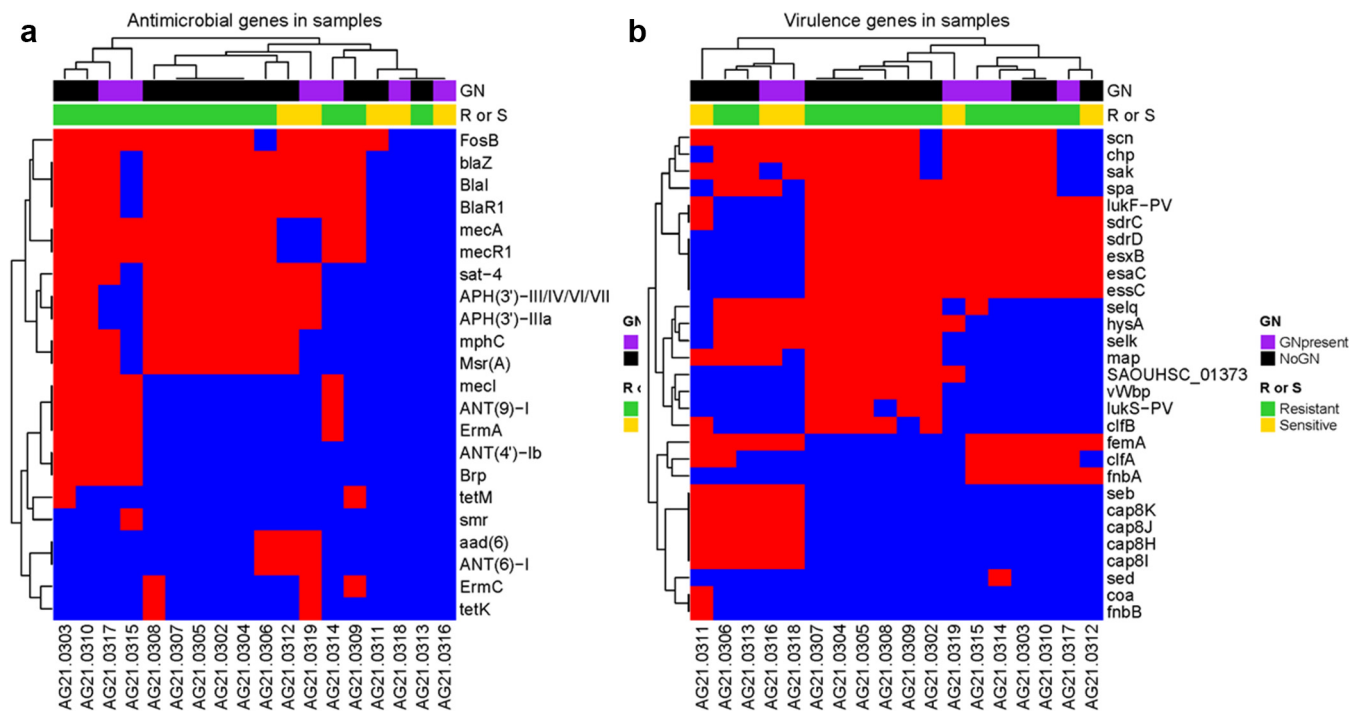 a
Antimicrobial genes in samples
GN
R or S
FosB
blaZ
BlaI
BlaR1
mecA
mecR1
sat-4
APH(3')-III/IV/VI/VII
APH(3')-IIIa
mphC
Msr(A)
mecI
ANT(9)-I
ErmA
ANT(4')-Ib
Brp
tetM
smr
aad(6)
ANT(6)-I
ErmC
tetK
AG21.0303
AG21.0310
AG21.0317
AG21.0315
AG21.0308
AG21.0307
AG21.0305
AG21.0302
AG21.0304
AG21.0306
AG21.0312
AG21.0319
AG21.0314
AG21.0309
AG21.0311
AG21.0318
AG21.0313
AG21.0316
GN
R
b
Virulence genes in samples
GN
R or S
scn
chp
sak
spa
lukF-PV
sdrC
sdrD
esxB
esaC
essC
selq
hysA
selk
map
SAOUHSC_01373
vWbp
lukS-PV
clfB
femA
clfA
fnbA
seb
cap8K
cap8J
cap8H
cap8I
sed
coa
fnbB
AG21.0311
AG21.0306
AG21.0313
AG21.0316
AG21.0318
AG21.0307
AG21.0304
AG21.0305
AG21.0308
AG21.0309
AG21.0302
AG21.0319
AG21.0315
AG21.0314
AG21.0303
AG21.0310
AG21.0317
AG21.0312
GN
GNpresent
NoGN
R or S
Resistant
Sensitive